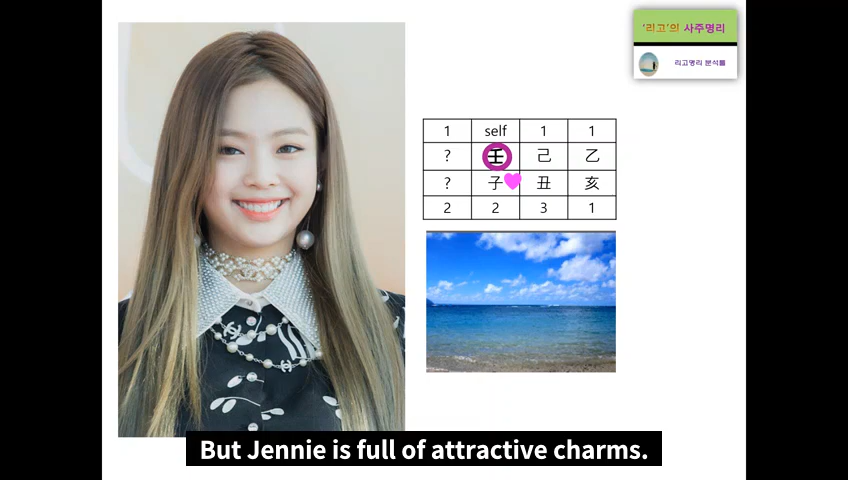 '리고'의 사주명리
리고명리 분석틀
1 self 1 1
? 壬 己 乙
? 子 丑 亥
2 2 3 1
But Jennie is full of attractive charms.